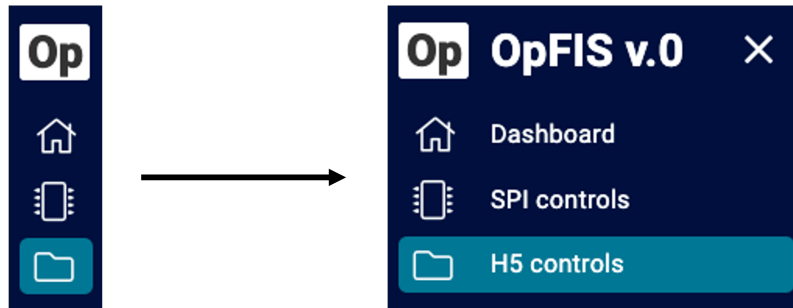 Op
Op OpFIS v.0
Dashboard
SPI controls
H5 controls